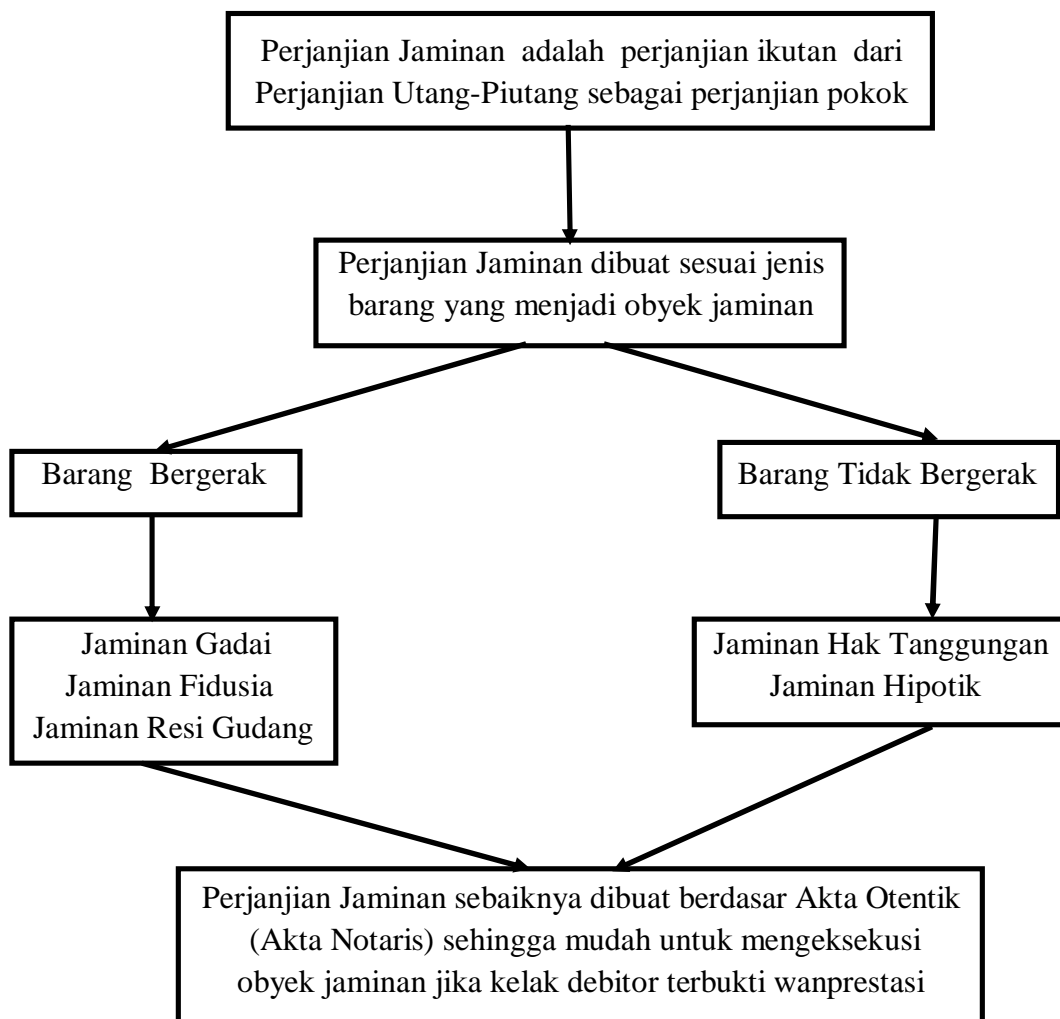 Perjanjian Jaminan adalah perjanjian ikutan dari
Perjanjian Utang-Piutang sebagai perjanjian pokok
Perjanjian Jaminan dibuat sesuai jenis
barang yang menjadi obyek jaminan
Barang Bergerak
Barang Tidak Bergerak
Jaminan Gadai
Jaminan Fidusia
Jaminan Resi Gudang
Jaminan Hak Tanggungan
Jaminan Hipotik
Perjanjian Jaminan sebaiknya dibuat berdasar Akta Otentik
(Akta Notaris) sehingga mudah untuk mengeksekusi
obyek jaminan jika kelak debitor terbukti wanprestasi